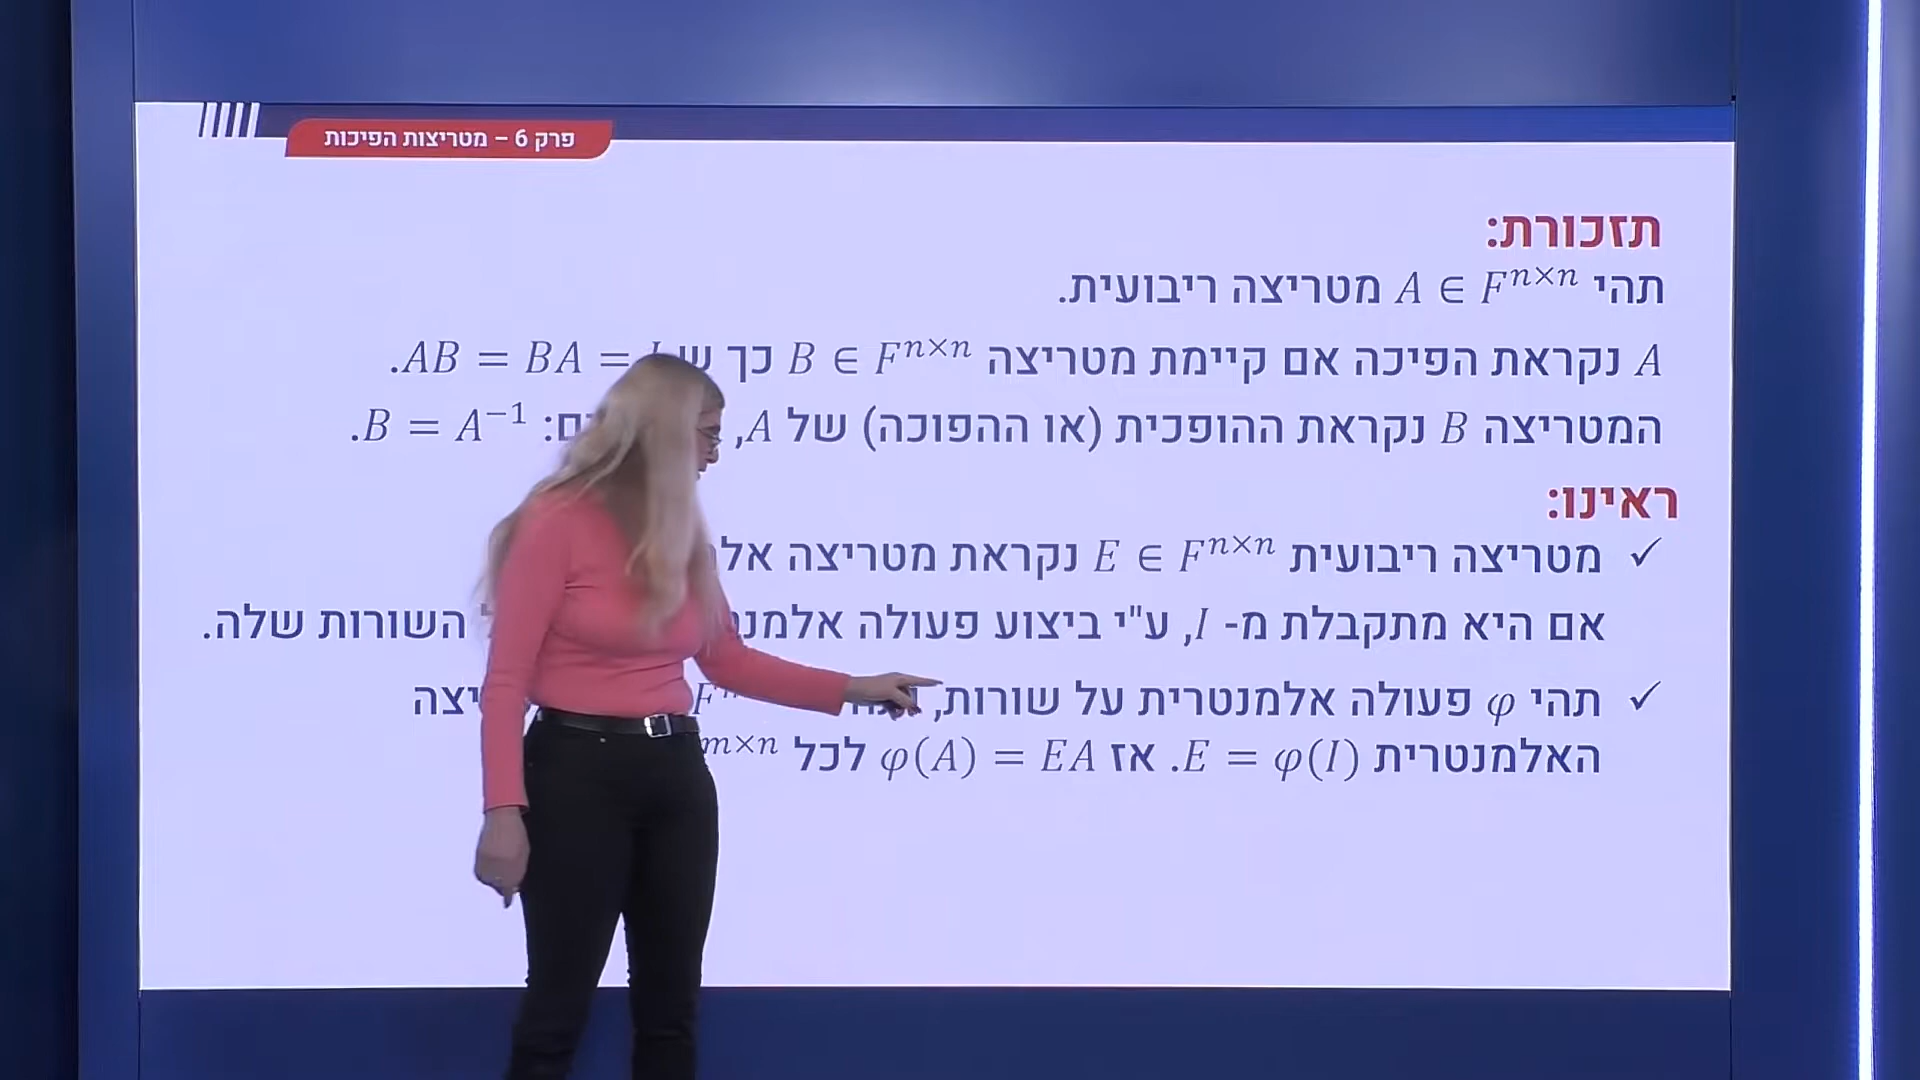 פרק 6 – מטריצות הפיכות
תזכורת:
תהי A ∈ F^{n×n} מטריצה ריבועית.
A נקראת הפיכה אם קיימת מטריצה B ∈ F^{n×n} כך ש AB = BA =.
המטריצה B נקראת ההופכית (או ההפוכה) של A, B = A^{−1}.
ראינו:
✓ מטריצה ריבועית E ∈ F^{n×n} נקראת מטריצה
אם היא מתקבלת מ- I, ע"י ביצוע פעולה השורות שלה.
✓ תהי φ פעולה אלמנטרית על שורות,
האלמנטרית E = φ(I). אז φ(A) = EA לכל ^{m×n}